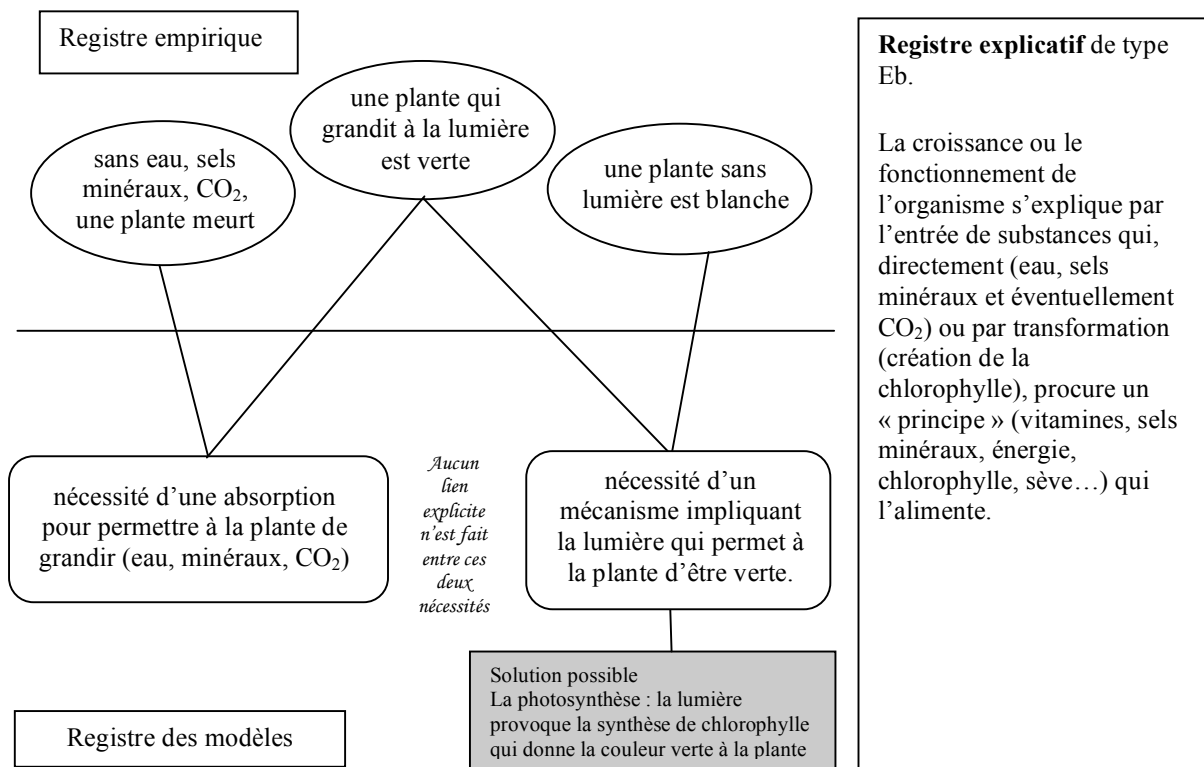 Registre empirique
une plante qui
grandit à la lumière
est verte
sans eau, sels
minéraux, CO₂,
une plante meurt
une plante sans
lumière est blanche
nécessité d’une absorption
pour permettre à la plante de
grandir (eau, minéraux, CO₂)
Aucun
lien
explicite
n’est fait
entre ces
deux
nécessités
nécessité d’un
mécanisme impliquant
la lumière qui permet à
la plante d’être verte.
Solution possible
La photosynthèse : la lumière
provoque la synthèse de chlorophylle
qui donne la couleur verte à la plante
Registre des modèles
Registre explicatif de type
Eb.
La croissance ou le
fonctionnement de
l’organisme s’explique par
l’entrée de substances qui,
directement (eau, sels
minéraux et éventuellement
CO₂) ou par transformation
(création de la
chlorophylle), procure un
« principe » (vitamines, sels
minéraux, énergie,
chlorophylle, sève…) qui
l’alimente.